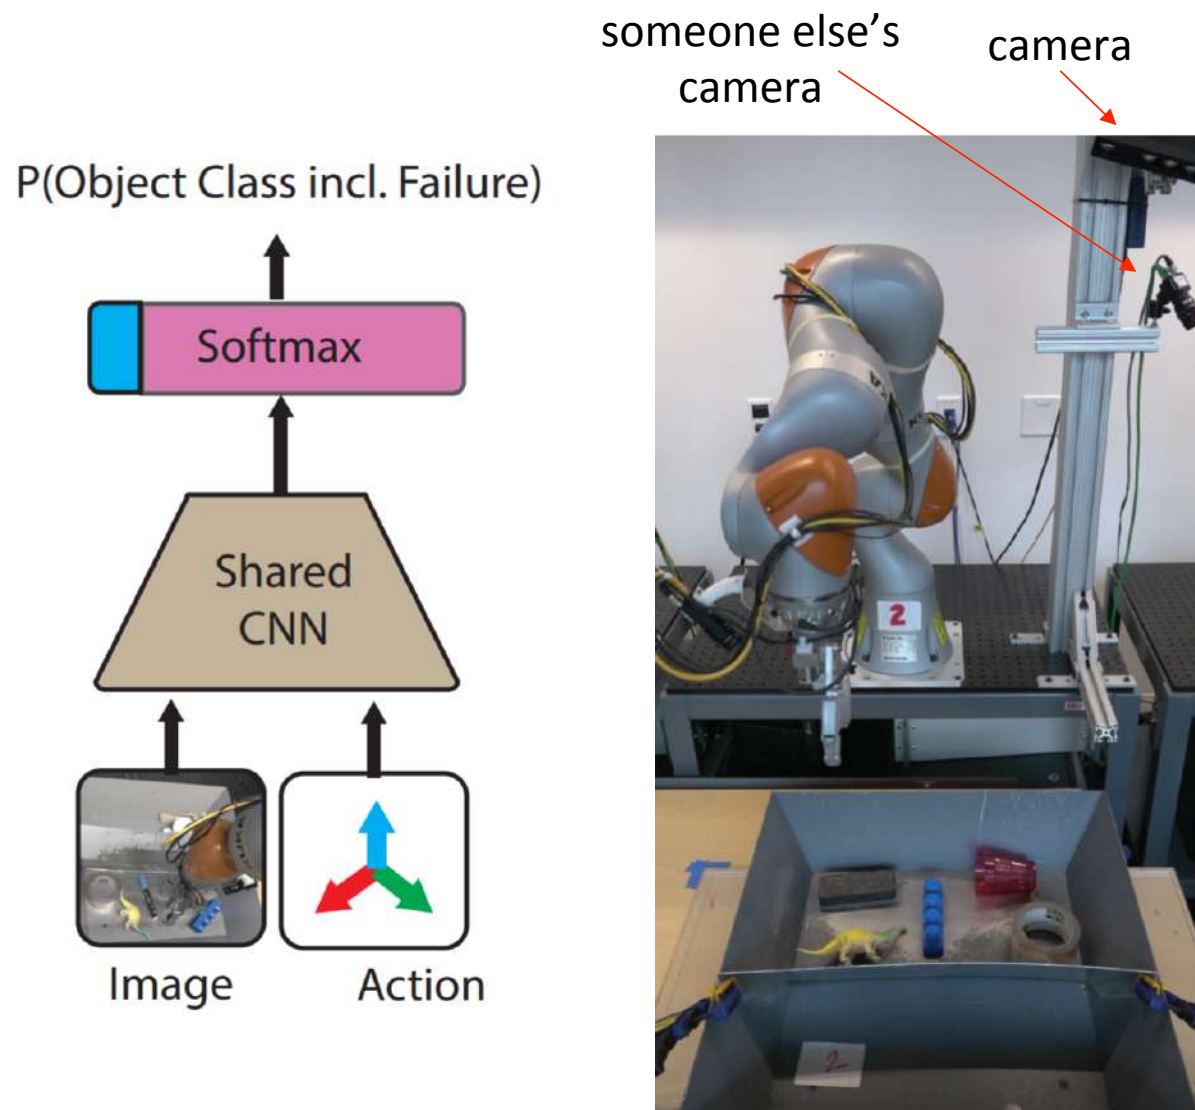 someone else's
camera
camera
P(Object Class incl. Failure)
Softmax
Shared
CNN
Image
Action
2
2